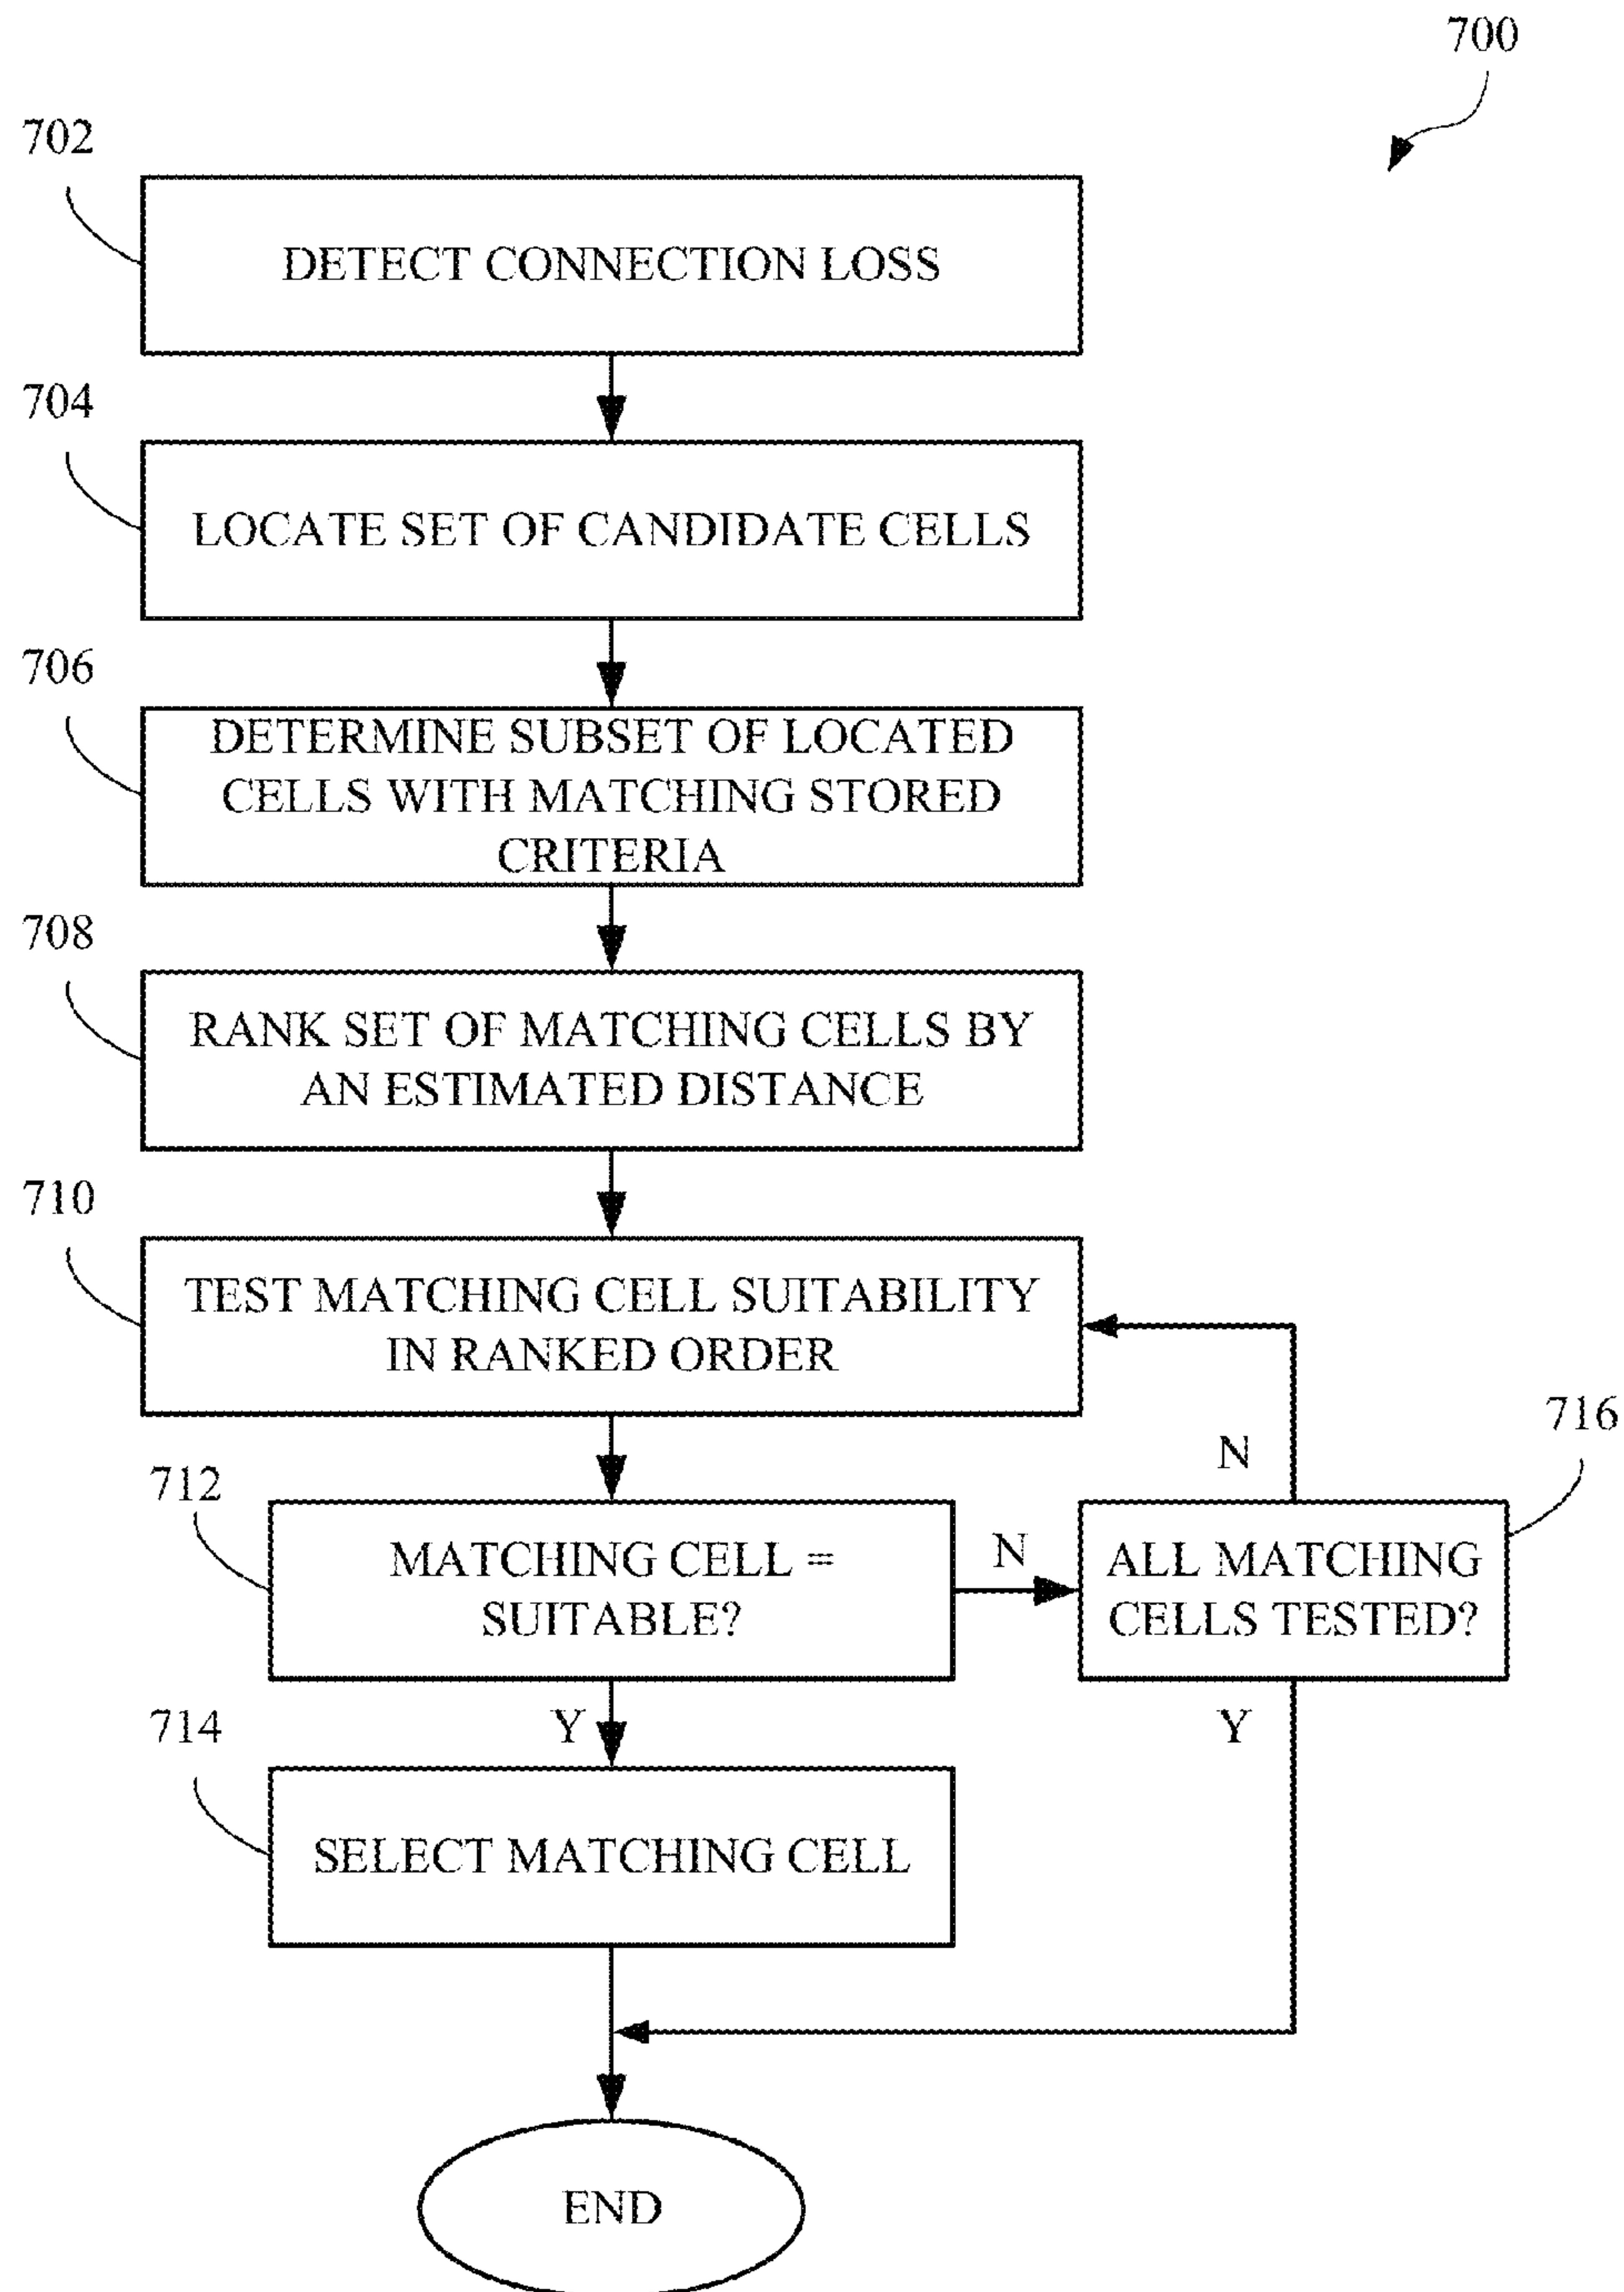 700
702
DETECT CONNECTION LOSS
704
LOCATE SET OF CANDIDATE CELLS
706
DETERMINE SUBSET OF LOCATED
CELLS WITH MATCHING STORED
CRITERIA
708
RANK SET OF MATCHING CELLS BY
AN ESTIMATED DISTANCE
710
TEST MATCHING CELL SUITABILITY
IN RANKED ORDER
716
N
712
MATCHING CELL =
SUITABLE?
N
ALL MATCHING
CELLS TESTED?
714
Y
Y
SELECT MATCHING CELL
END